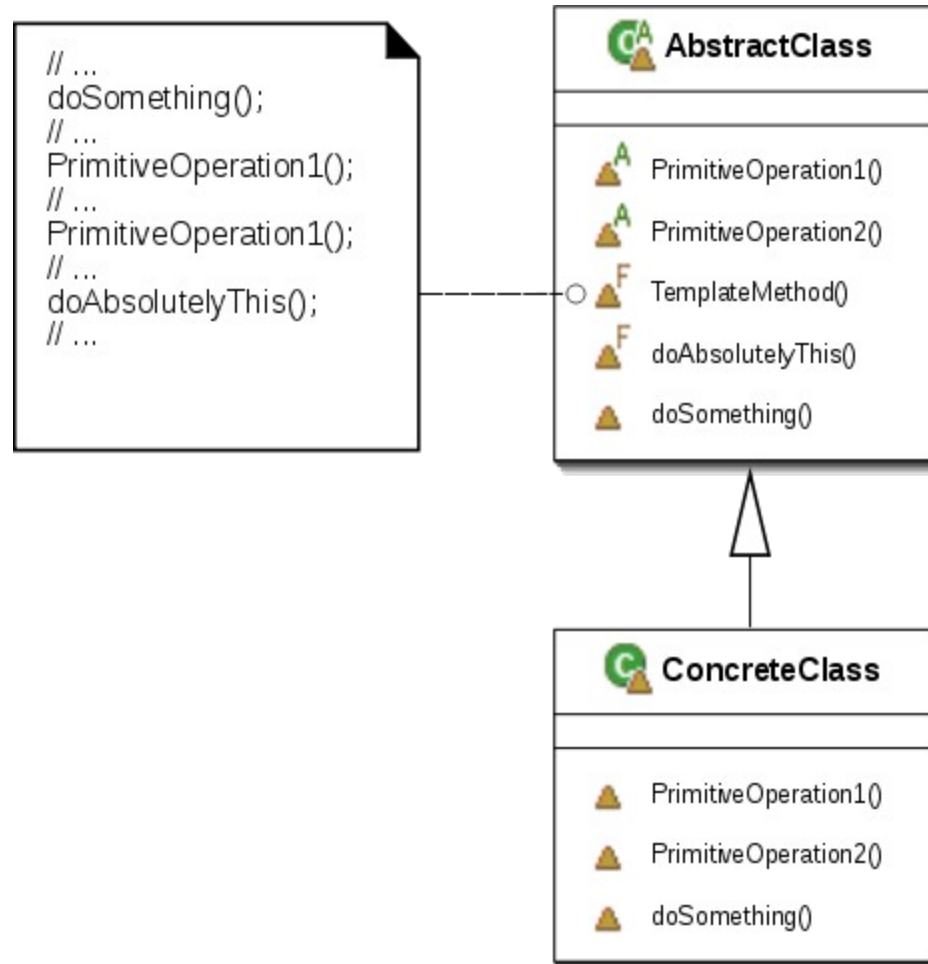 // ...
doSomething();
// ...
PrimitiveOperation1();
// ...
PrimitiveOperation1();
// ...
doAbsolutelyThis();
// ...
C A AbstractClass
A PrimitiveOperation1()
A PrimitiveOperation2()
F TemplateMethod()
F doAbsolutelyThis()
doSomething()
C ConcreteClass
PrimitiveOperation1()
PrimitiveOperation2()
doSomething()